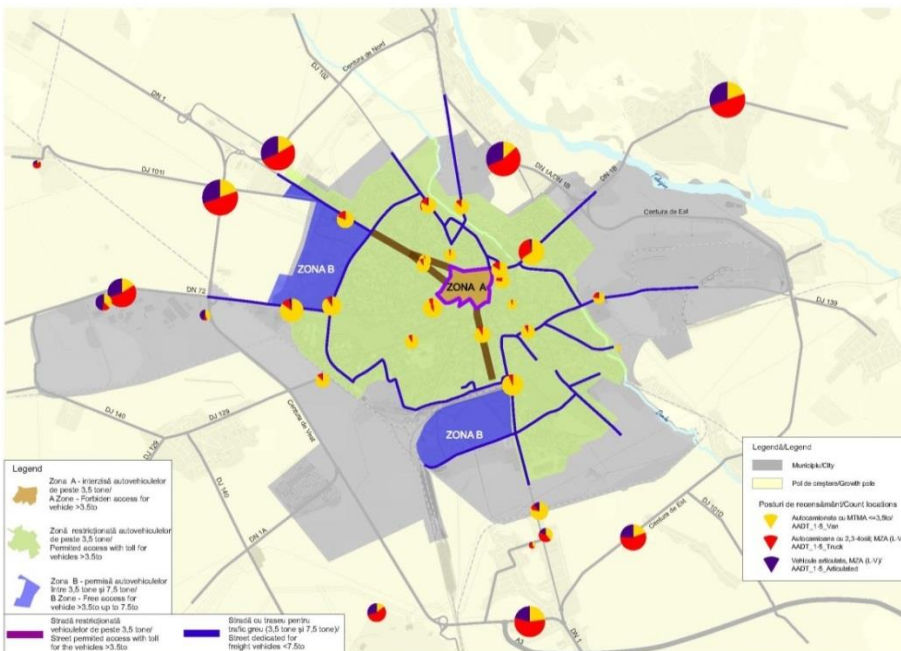 Centura de Nord
DJ 102
DN 1
DJ 101I
DN 1A/DN 1B
DN 1B
Centura de Est
ZONA B
ZONA A
DN 72
DJ 139
DJ 140
DJ 129
DJ 129
Centura de Vest
DJ 140
DN 1A
ZONA B
DJ 101D
Centura de Est
A3
DN 1
Legend
Zona A - interzisă autovehiculelor
de peste 3,5 tone/
A Zone - Forbiden access for
vehicle >3.5to
Zonă restricționată autovehiculelor
de peste 3,5 tone/
Permited access with toll for
vehicles >3.5to
Zona B - permisă autovehiculelor
între 3,5 tone și 7,5 tone/
B Zone - Free access for
vehicle >3.5to up to 7.5to
Stradă restricționată
vehiculelor de peste 3,5 tone/
Street permited access with toll
for the vehicles >3.5to
Stradă cu traseu pentru
trafic greu (3,5 tone și 7,5 tone)/
Street dedicated for
freight vehicles <7.5to
Legendă/Legend
Municipiu/City
Pol de creștere/Growth pole
Posturi de recensământ/Count locations
Autocamionete cu MTMA <=3,5to/
AADT_1-5_Van
Autocamioane cu 2,3,4osii, MZA (L-V)
AADT_1-5_Truck
Vehicule articulate, MZA (L-V)/
AADT_1-5_Articulated